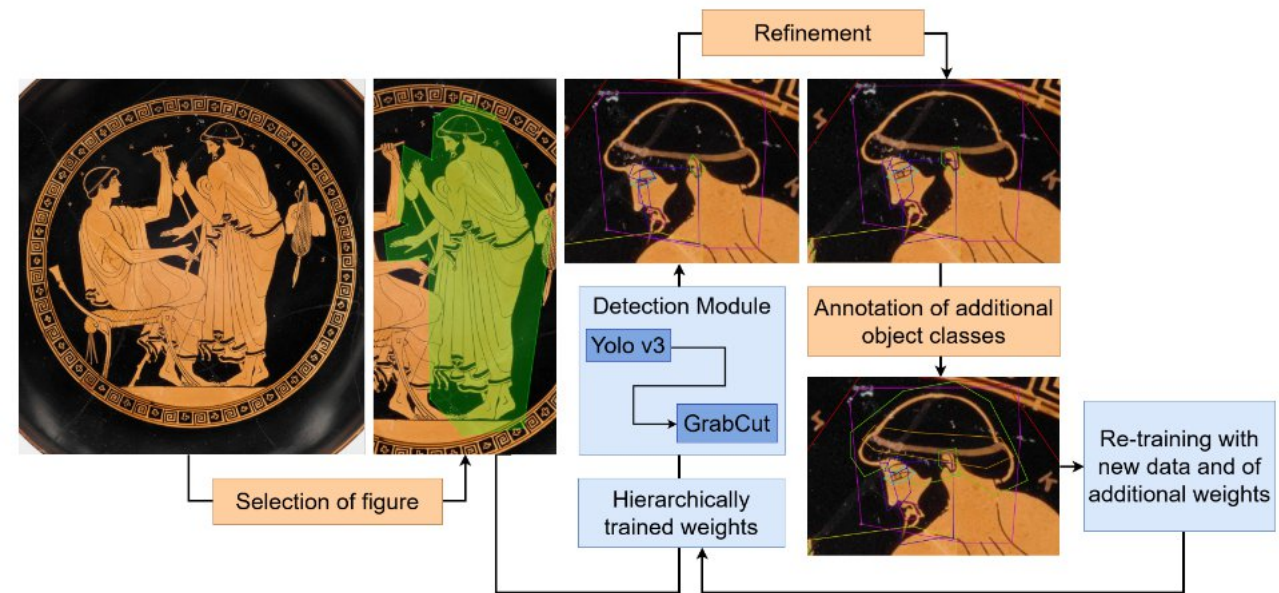 Refinement
Detection Module
Yolo v3
GrabCut
Annotation of additional
object classes
Selection of figure
Hierarchically
trained weights
Re-training with
new data and of
additional weights